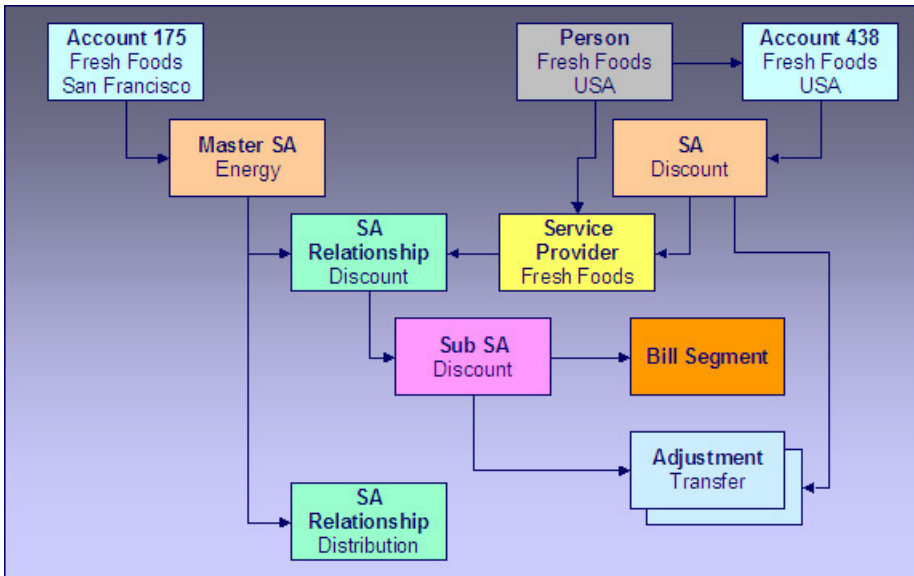 Account 175
Fresh Foods
San Francisco
Person
Fresh Foods
USA
Account 438
Fresh Foods
USA
Master SA
Energy
SA
Discount
SA
Relationship
Discount
Service
Provider
Fresh Foods
Sub SA
Discount
Bill Segment
Adjustment
Transfer
SA
Relationship
Distribution